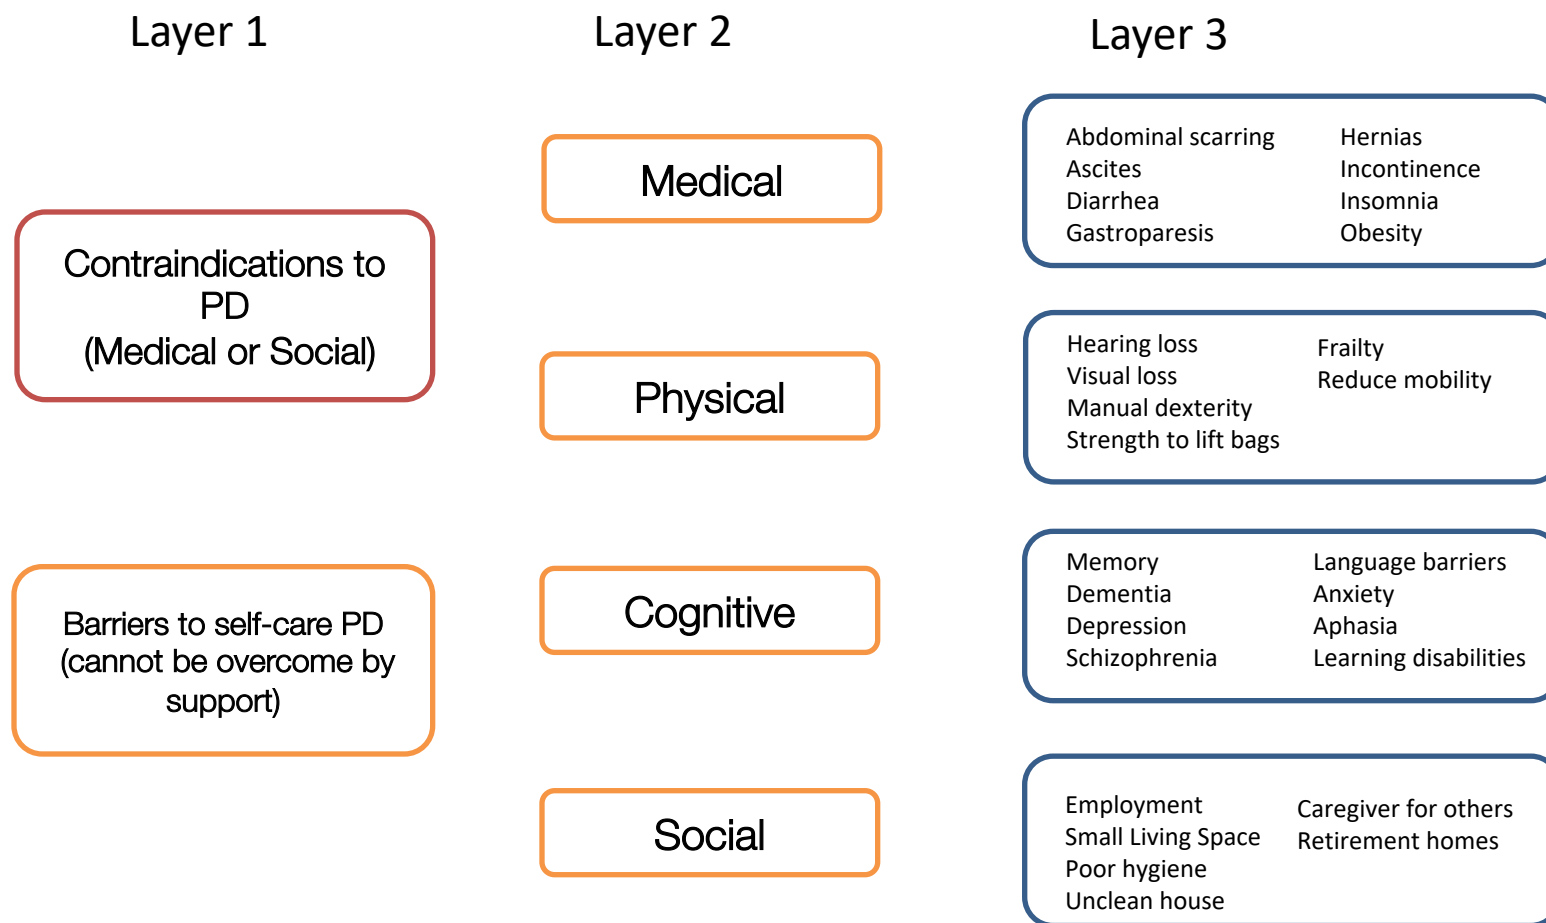 Layer 1
Layer 2
Layer 3
Contraindications to
PD
(Medical or Social)
Barriers to self-care PD
(cannot be overcome by
support)
Medical
Physical
Cognitive
Social
Abdominal scarring
Ascites
Diarrhea
Gastroparesis
Hernias
Incontinence
Insomnia
Obesity
Hearing loss
Visual loss
Manual dexterity
Strength to lift bags
Frailty
Reduce mobility
Memory
Dementia
Depression
Schizophrenia
Language barriers
Anxiety
Aphasia
Learning disabilities
Employment
Small Living Space
Poor hygiene
Unclean house
Caregiver for others
Retirement homes